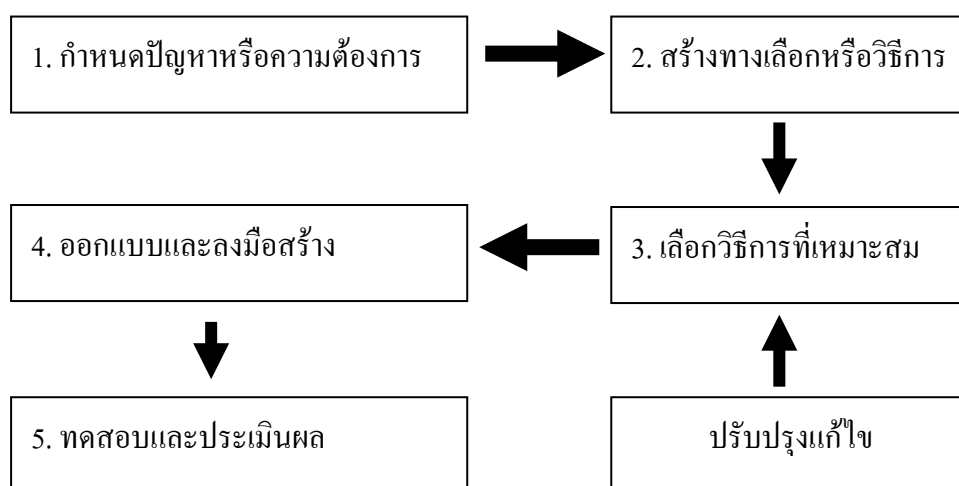 1. กำหนดปัญหาหรือความต้องการ
2. สร้างทางเลือกหรือวิธีการ
3. เลือกวิธีการที่เหมาะสม
4. ออกแบบและลงมือสร้าง
5. ทดสอบและประเมินผล
ปรับปรุงแก้ไข